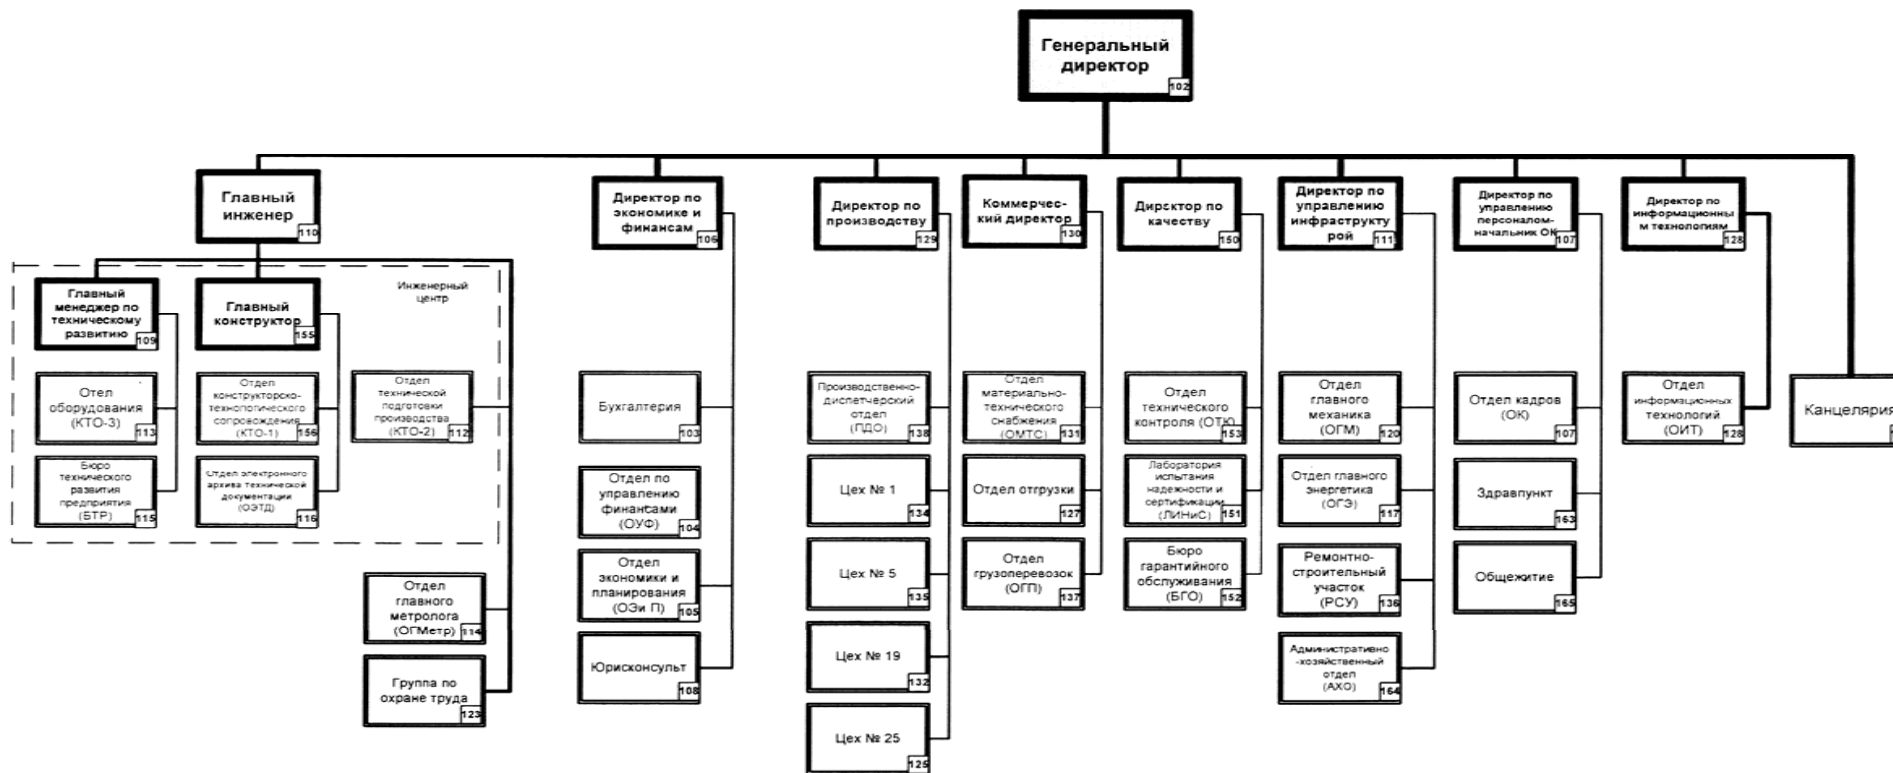 Генеральный
директор
102
Главный
инженер
110
Директор по
экономике и
финансам
106
Директор по
производству
129
Коммерчес-
кий директор
130
Директор по
качеству
150
Директор по
управлению
инфраструкту
рой
111
Директор по
управлению
персоналом-
начальник ОК
107
Директор по
информационны
м технологиям
128
Инженерный
центр
Главный
менеджер по
техническому
развитию
109
Главный
конструктор
155
Отел
оборудования
(КТО-3)
113
Отдел
конструкторско-
технологического
сопровождения
(КТО-1)
156
Отдел
технической
подготовки
производства
(КТО-2)
112
Бюро
технического
развития
предприятия
(БТР)
115
Отдел электронного
архива технической
документации
(ОЭТД)
116
Отдел
главного
метролога
(ОГМетр)
114
Группа по
охране труда
123
Бухгалтерия
103
Отдел по
управлению
финансами
(ОУФ)
104
Отдел
экономики и
планирования
(ОЭи П)
105
Юрисконсульт
108
Производственно-
диспетчерский
отдел
(ПДО)
138
Цех № 1
134
Цех № 5
135
Цех № 19
132
Цех № 25
125
Отдел
материально-
технического
снабжения
(ОМТС)
131
Отдел отгрузки
127
Отдел
грузоперевозок
(ОГП)
137
Отдел
технического
контроля (ОТК)
153
Лаборатория
испытания
надежности и
сертификации
(ЛИНиС)
151
Бюро
гарантийного
обслуживания
(БГО)
152
Отдел
главного
механика
(ОГМ)
120
Отдел главного
энергетика
(ОГЭ)
117
Ремонтно-
строительный
участок
(РСУ)
136
Административно
-хозяйственный
отдел
(АХО)
164
Отдел кадров
(ОК)
107
Здравпункт
163
Общежитие
165
Отдел
информационных
технологий
(ОИТ)
128
Канцелярия